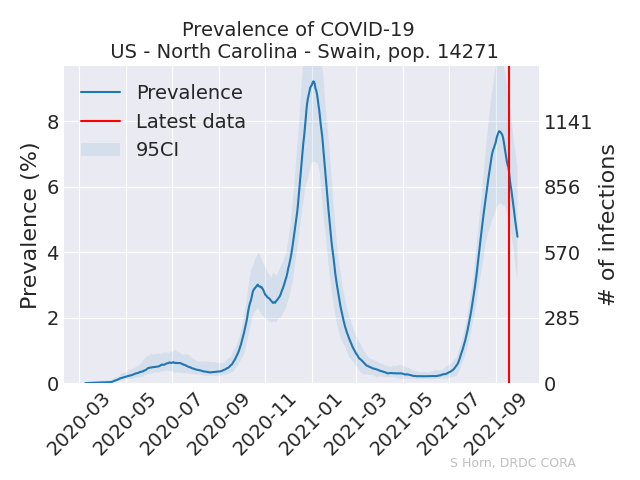 Prevalence of COVID-19
US - North Carolina - Swain, pop. 14271
Prevalence
Latest data
95CI
Prevalence (%)
8
6
4
2
0
1141
856
570
285
0
# of infections
2020-03
2020-05
2020-07
2020-09
2020-11
2021-01
2021-03
2021-05
2021-07
2021-09
S Horn, DRDC CORA